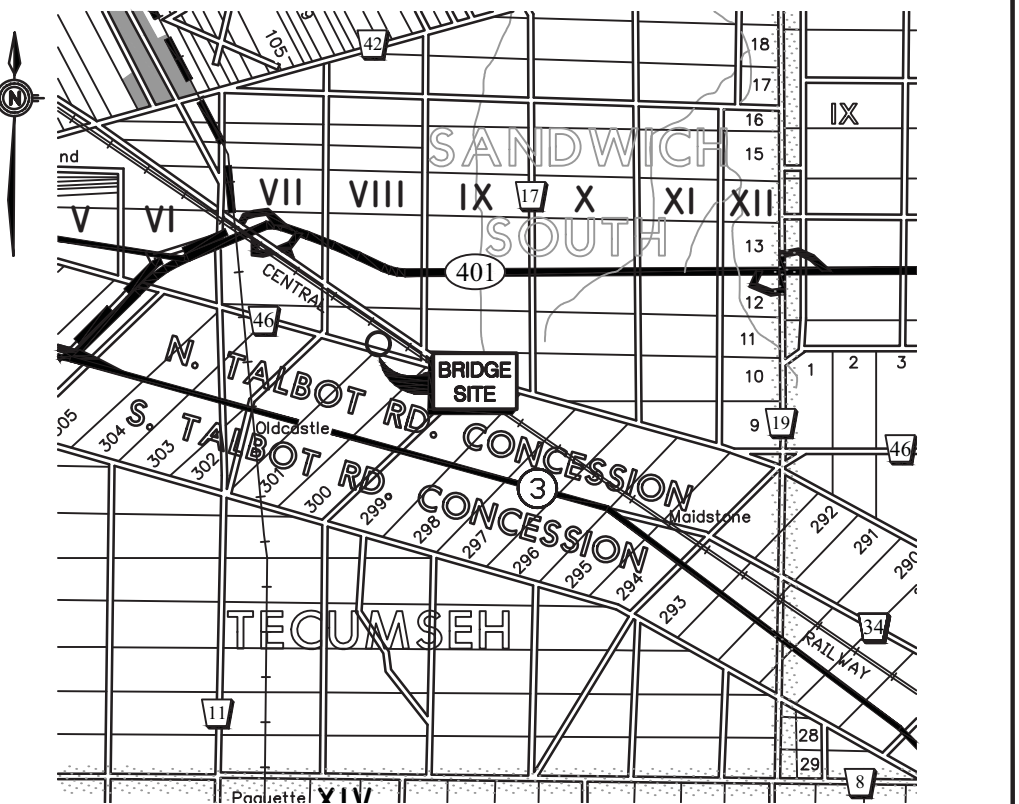 105
42
18
17
N
IX
16
SANDWICH
15
nd
VII VIII IX 17 X XI XII
V VI
SOUTH
13
401
CENTRAL
12
46
11
N. TALBOT RD. CONCESSION
BRIDGE
SITE
10
1 2 3
9
19
46
S. TALBOT RD. CONCESSION
Oldcastle
304
303
302
301
300
299
298
297
296
295
294
293
292
291
290
3
Maidstone
TECUMSEH
34
RAILWAY
11
28
29
8
Paquette XIV